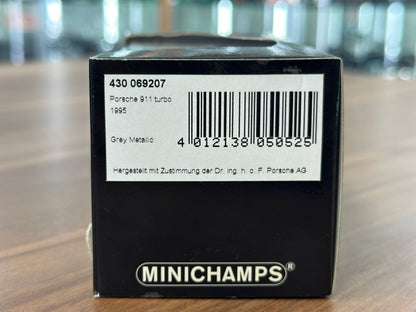 430 069207
Porsche 911 turbo
1995
Grey Metallic
4 012138 050525
Hergestellt mit Zustimmung der Dr. Ing. h. c. F. Porsche AG
MINICHAMPS®